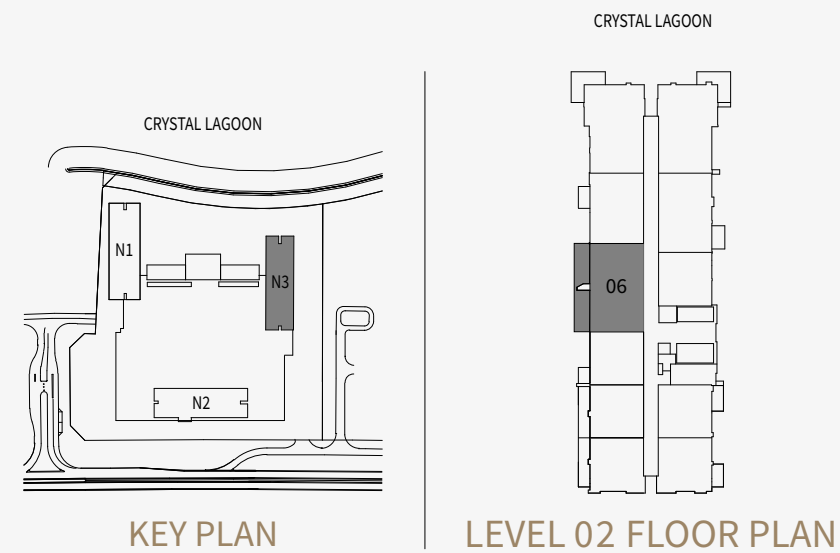 CRYSTAL LAGOON
N1
N3
N2
KEY PLAN
CRYSTAL LAGOON
06
LEVEL 02 FLOOR PLAN